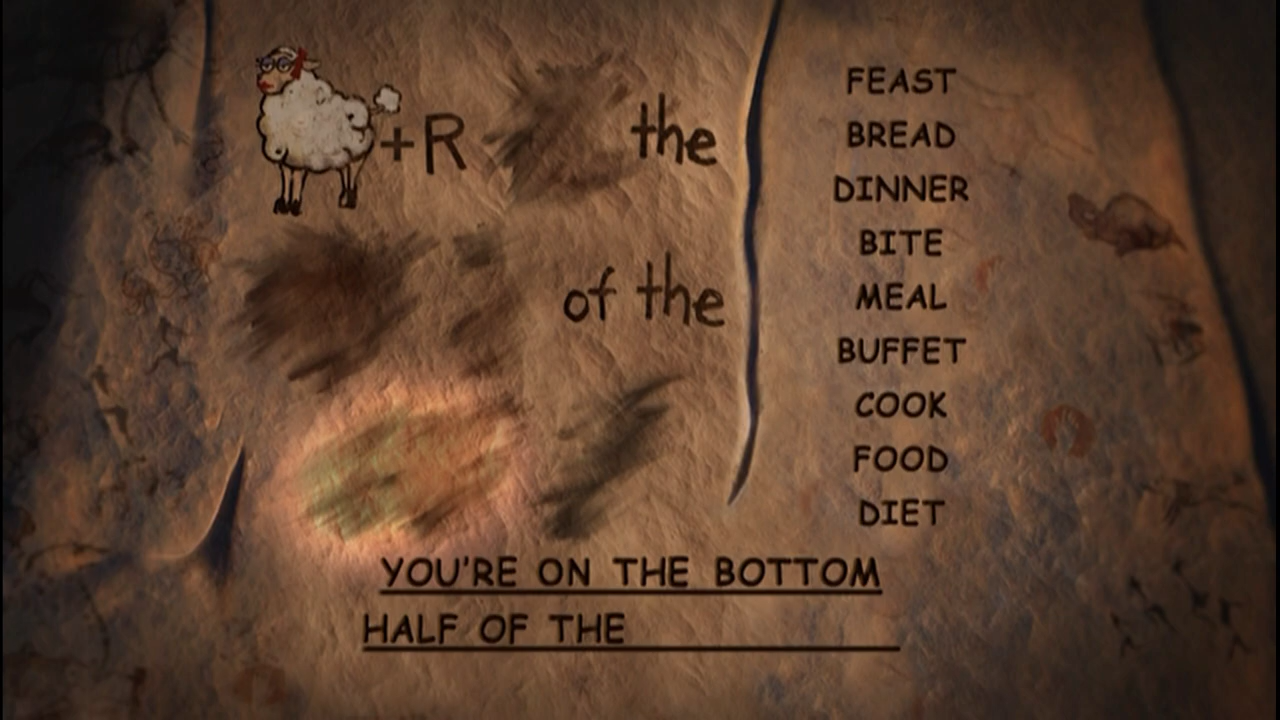 +R the
of the
FEAST
BREAD
DINNER
BITE
MEAL
BUFFET
COOK
FOOD
DIET
YOU'RE ON THE BOTTOM
HALF OF THE